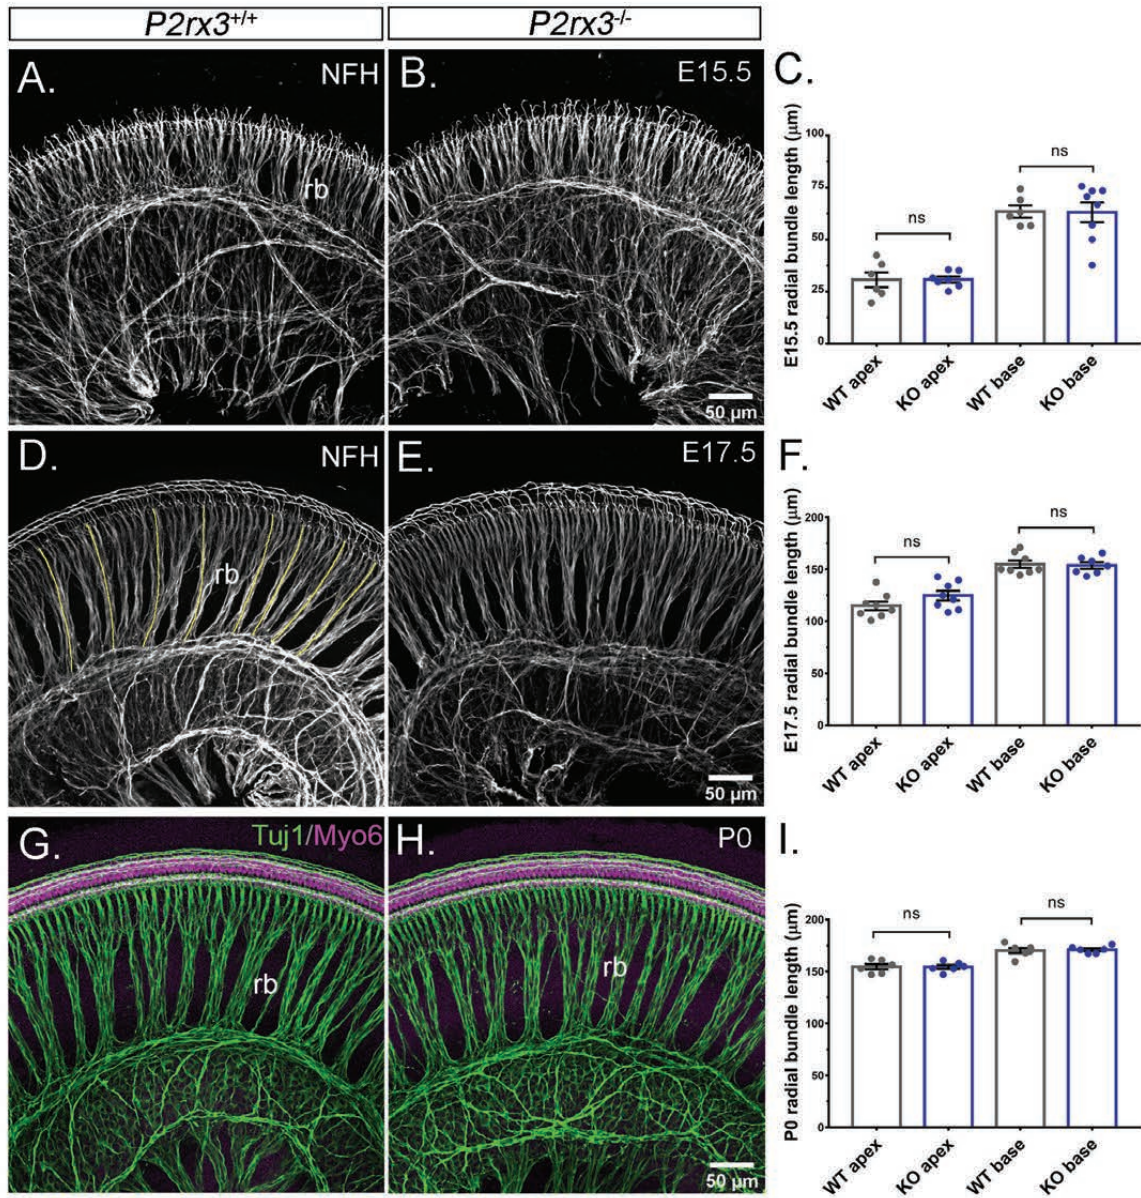 P2rx3+/+
P2rx3-/-
A.
NFH
B.
E15.5
C.
rb
50 µm
E15.5 radial bundle length (µm)
100
75
50
25
0
ns
ns
WT apex
KO apex
WT base
KO base
D.
NFH
E.
E17.5
F.
rb
50 µm
E17.5 radial bundle length (µm)
200
150
100
50
0
ns
ns
WT apex
KO apex
WT base
KO base
G.
Tuj1/Myo6
H.
P0
I.
rb
rb
50 µm
P0 radial bundle length (µm)
200
150
100
50
0
ns
ns
WT apex
KO apex
WT base
KO base